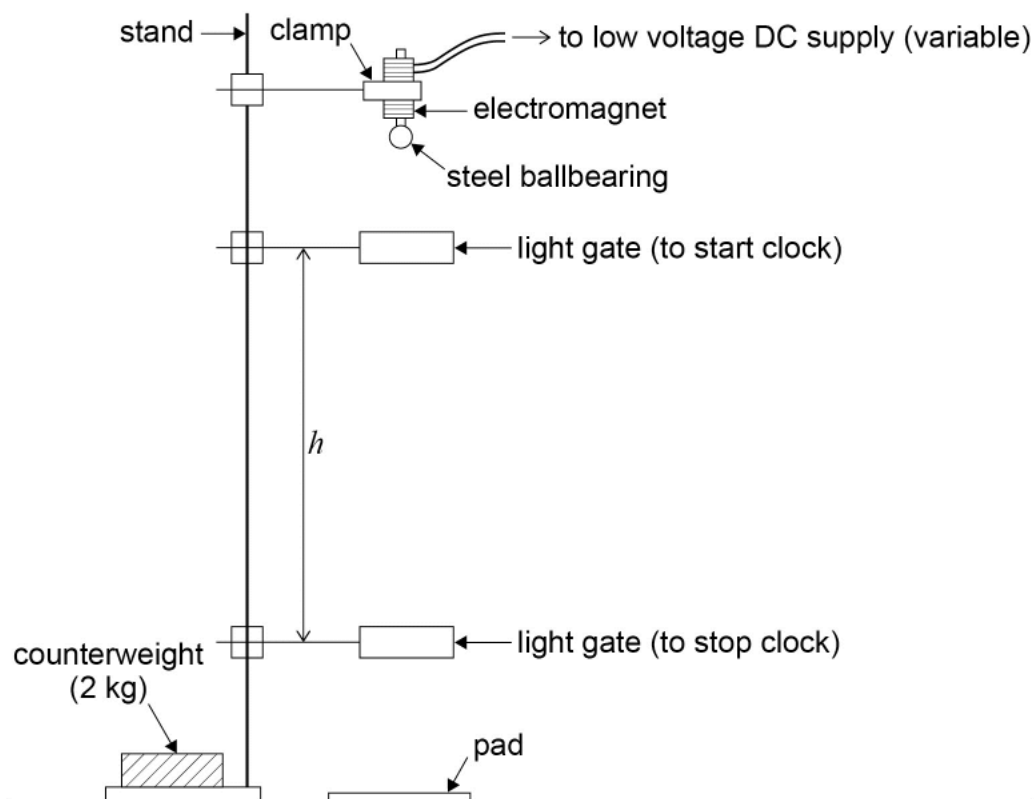 stand
clamp
to low voltage DC supply (variable)
electromagnet
steel ballbearing
light gate (to start clock)
h
light gate (to stop clock)
counterweight
(2 kg)
pad